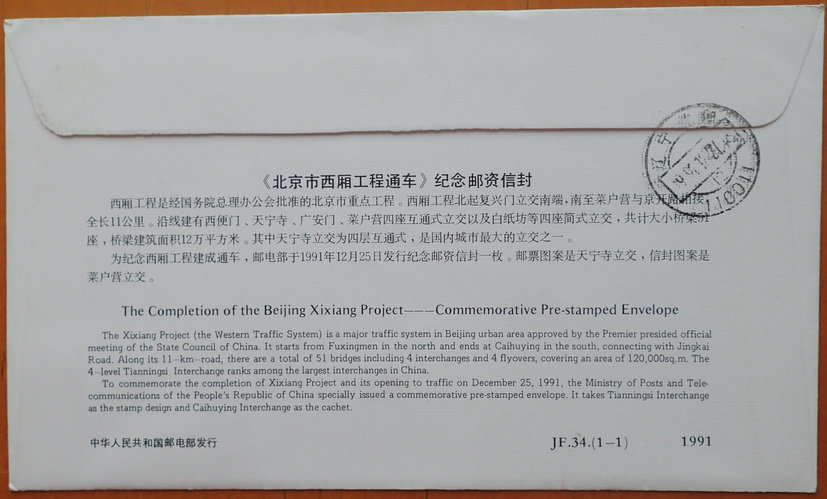 《北京市西厢工程通车》纪念邮资信封
西厢工程是经国务院总理办公会批准的北京市重点工程。西厢工程北起复兴门立交南端，南至菜户营与京开路相接，
全长11公里。沿线建有西便门、天宁寺、广安门、菜户营四座互通式立交以及白纸坊等四座简式立交，共计大小桥梁51
座，桥梁建筑面积12万平方米。其中天宁寺立交为四层互通式，是国内城市最大的立交之一。
为纪念西厢工程建成通车，邮电部于1991年12月25日发行纪念邮资信封一枚。邮票图案是天宁寺立交，信封图案是
菜户营立交。
The Completion of the Beijing Xixiang Project———Commemorative Pre-stamped Envelope
The Xixiang Project (the Western Traffic System) is a major traffic system in Beijing urban area approved by the Premier presided official
meeting of the State Council of China. It starts from Fuxingmen in the north and ends at Caihuying in the south, connecting with Jingkai
Road. Along its 11—km—road, there are a total of 51 bridges including 4 interchanges and 4 flyovers, covering an area of 120,000sq.m. The
4—level Tianningsi Interchange ranks among the largest interchanges in China.
To commemorate the completion of Xixiang Project and its opening to traffic on December 25, 1991, the Ministry of Posts and Tele-
communications of the People's Republic of China specially issued a commemorative pre-stamped envelope. It takes Tianningsi Interchange
as the stamp design and Caihuying Interchange as the cachet.
中华人民共和国邮电部发行
JF.34.(1—1)
1991
辽宁
110011